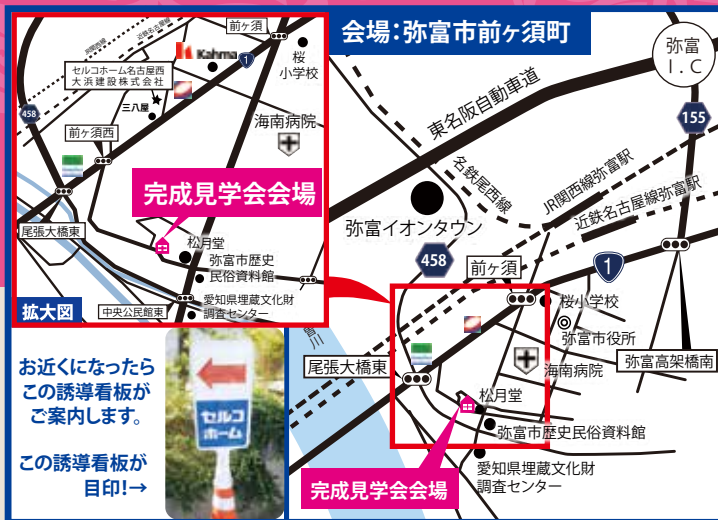 会場:弥富市前ヶ須町
前ヶ須
JR関西線
近鉄名古屋線
Kahma
1
桜
小学校
セルコホーム名古屋西
大浜建設株式会社
三八屋
458
前ヶ須西
海南病院
完成見学会会場
尾張大橋東
松月堂
弥富市歴史
民俗資料館
中央公民館東
愛知県埋蔵文化財
調査センター
拡大図
弥富
I.C
東名阪自動車道
155
名鉄尾西線
JR関西線弥富駅
近鉄名古屋線弥富駅
弥富イオンタウン
458
前ヶ須
1
桜小学校
弥富市役所
弥富高架橋南
尾張大橋東
海南病院
松月堂
弥富市歴史民俗資料館
愛知県埋蔵文化財
調査センター
完成見学会会場
お近くになったら
この誘導看板が
ご案内します。
この誘導看板が
目印!→
セルコ
ホーム